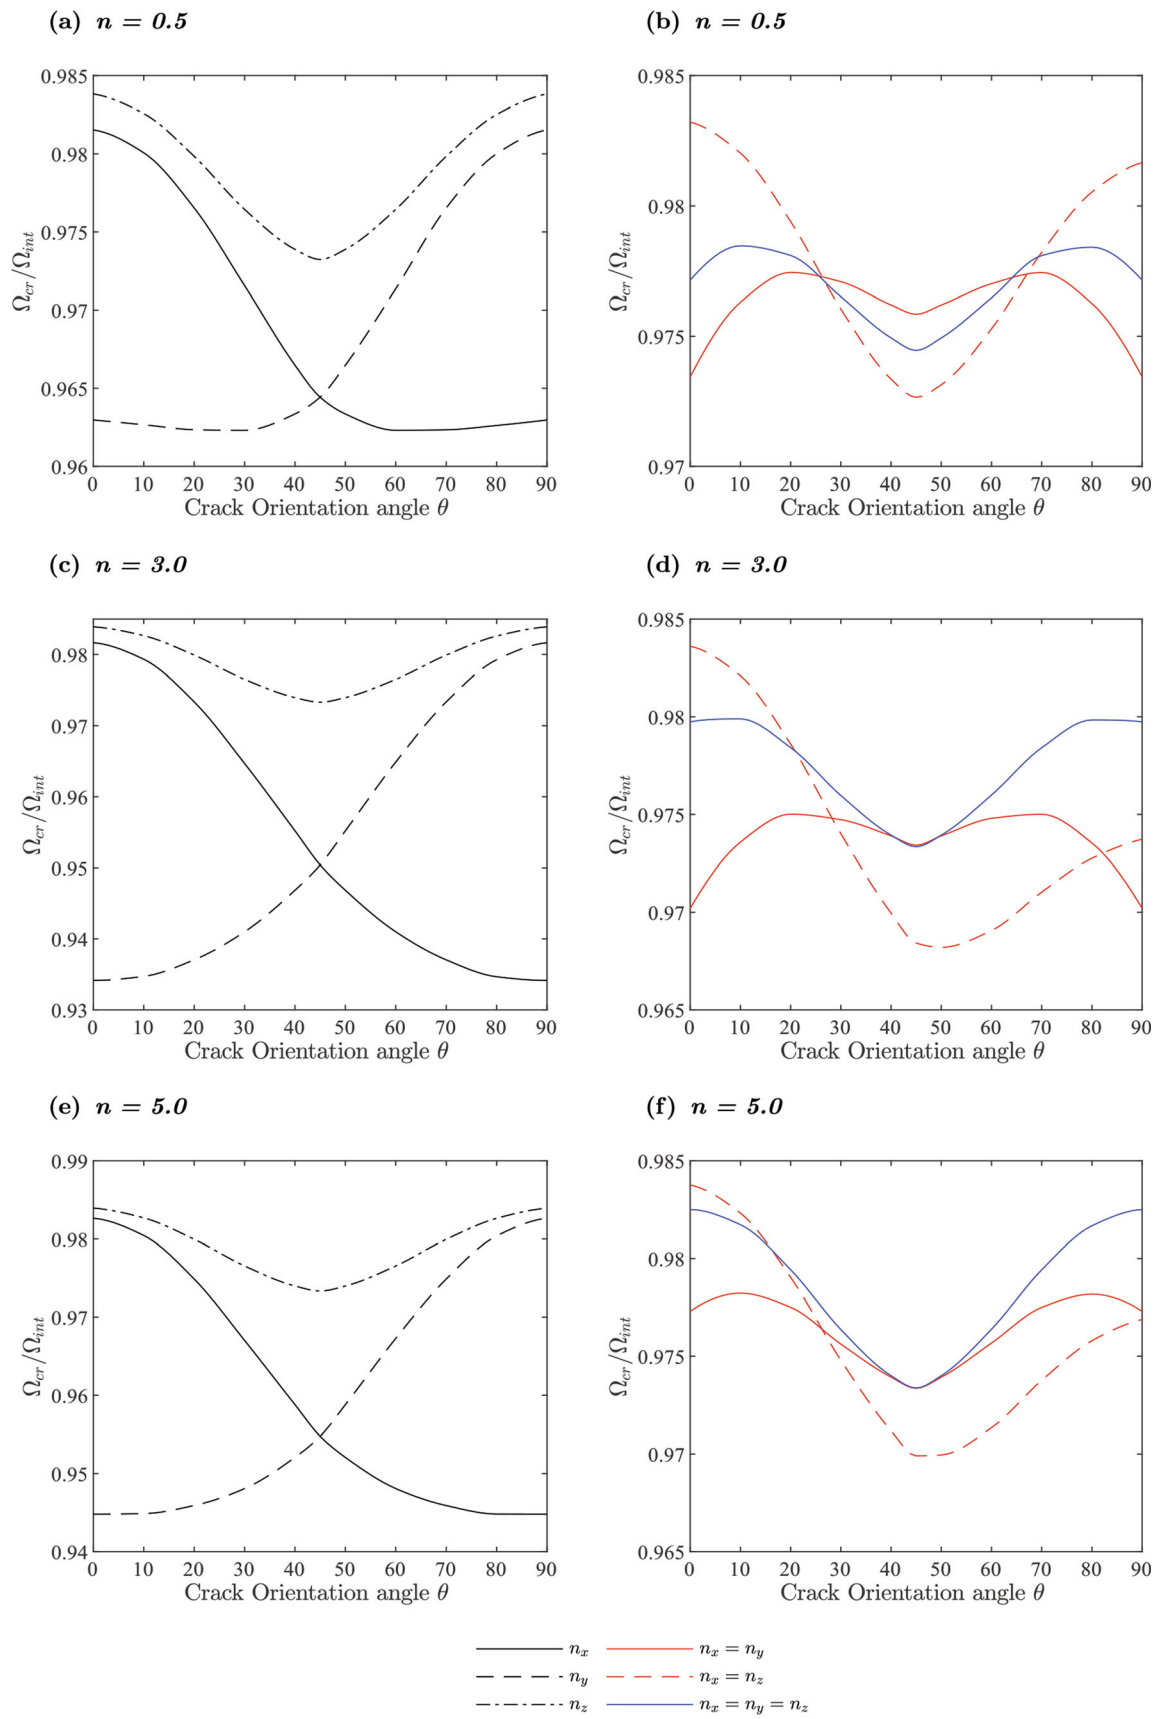 (a) n = 0.5
0.985
0.98
0.975
0.97
0.965
0.96
Ω_cr/Ω_int
0 10 20 30 40 50 60 70 80 90
Crack Orientation angle θ
(b) n = 0.5
0.985
0.98
0.975
0.97
Ω_cr/Ω_int
0 10 20 30 40 50 60 70 80 90
Crack Orientation angle θ
(c) n = 3.0
0.98
0.97
0.96
0.95
0.94
0.93
Ω_cr/Ω_int
0 10 20 30 40 50 60 70 80 90
Crack Orientation angle θ
(d) n = 3.0
0.985
0.98
0.975
0.97
0.965
Ω_cr/Ω_int
0 10 20 30 40 50 60 70 80 90
Crack Orientation angle θ
(e) n = 5.0
0.99
0.98
0.97
0.96
0.95
0.94
Ω_cr/Ω_int
0 10 20 30 40 50 60 70 80 90
Crack Orientation angle θ
(f) n = 5.0
0.985
0.98
0.975
0.97
0.965
Ω_cr/Ω_int
0 10 20 30 40 50 60 70 80 90
Crack Orientation angle θ
n_x
n_y
n_z
n_x = n_y
n_x = n_z
n_x = n_y = n_z